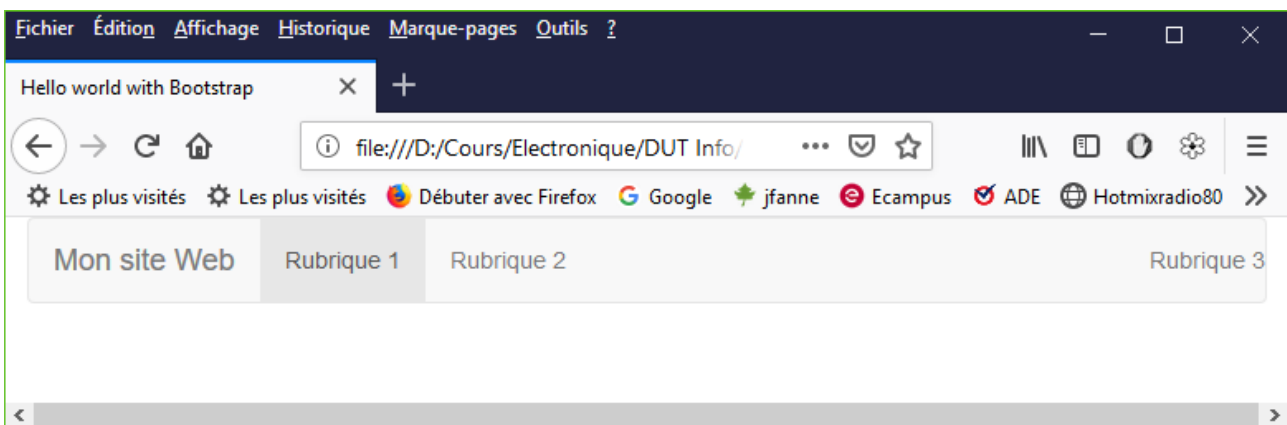 Fichier Édition Affichage Historique Marque-pages Outils ?
Hello world with Bootstrap
file:///D:/Cours/Electronique/DUT Info/
Les plus visités Les plus visités Débuter avec Firefox Google jfanne Ecampus ADE Hotmixradio80
Mon site Web Rubrique 1 Rubrique 2 Rubrique 3